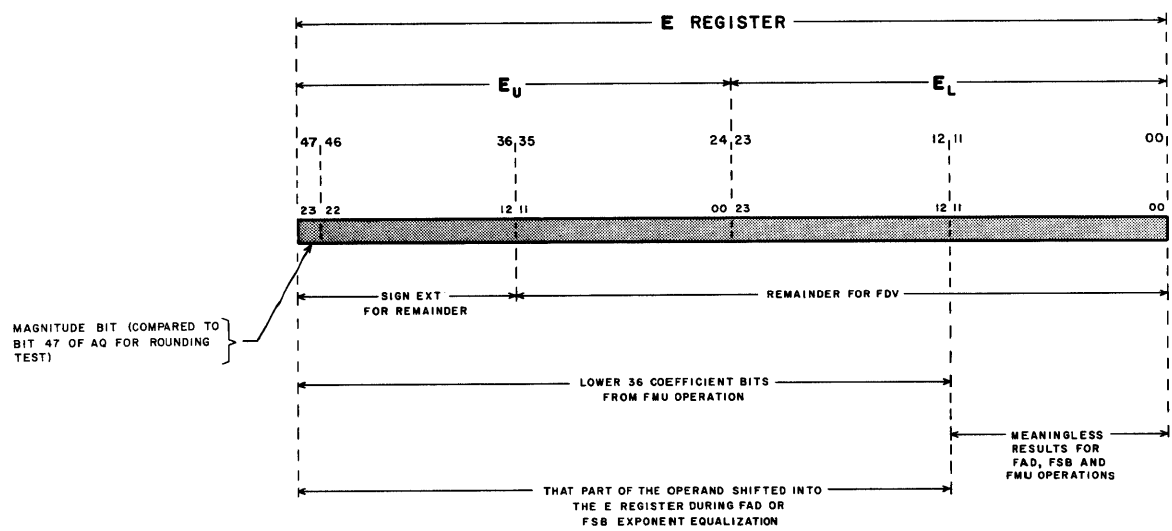 E REGISTER
EU EL
47 46 36 35 24 23 12 11 00
23 22 12 11 00 23 12 11 00
SIGN EXT
FOR REMAINDER
REMAINDER FOR FDV
MAGNITUDE BIT (COMPARED TO
BIT 47 OF AQ FOR ROUNDING
TEST)
LOWER 36 COEFFICIENT BITS
FROM FMU OPERATION
MEANINGLESS
RESULTS FOR
FAD, FSB AND
FMU OPERATIONS
THAT PART OF THE OPERAND SHIFTED INTO
THE E REGISTER DURING FAD OR
FSB EXPONENT EQUALIZATION